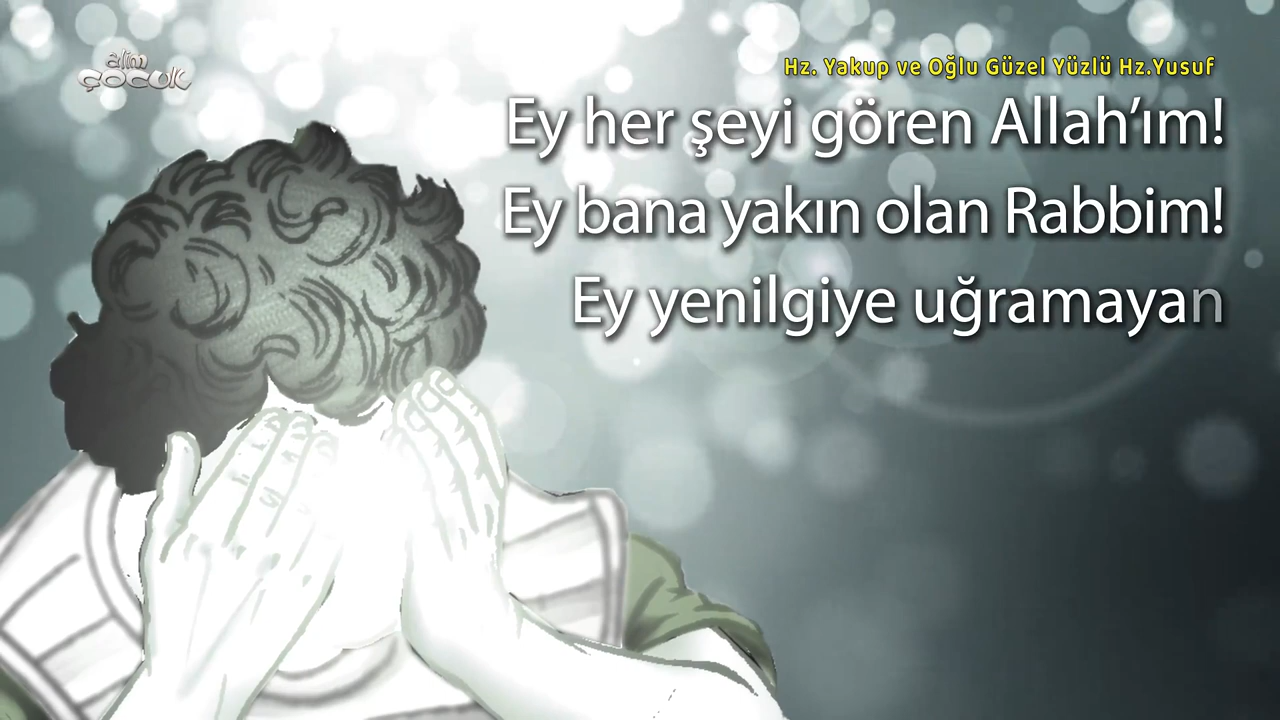 alim
çocuk
Hz. Yakup ve Oğlu Güzel Yüzlü Hz.Yusuf
Ey her şeyi gören Allah’ım!
Ey bana yakın olan Rabbim!
Ey yenilgiye uğramayan